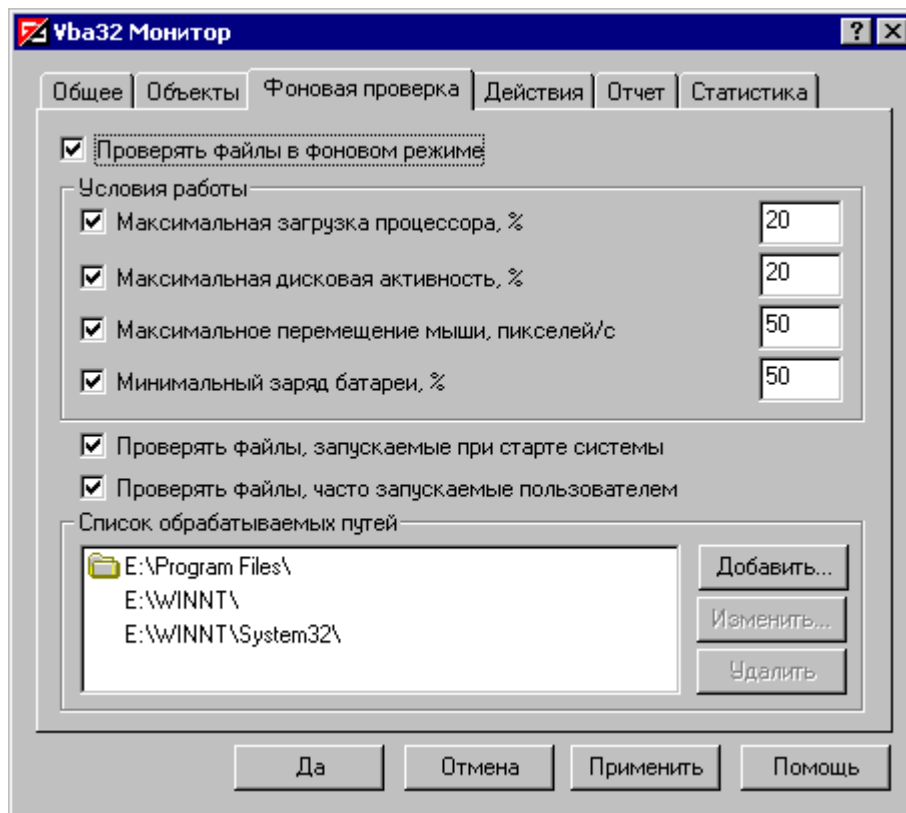 Vba32 Монитор
Общее Объекты Фоновая проверка Действия Отчет Статистика
Проверять файлы в фоновом режиме
Условия работы
Максимальная загрузка процессора, % 20
Максимальная дисковая активность, % 20
Максимальное перемещение мыши, пикселей/с 50
Минимальный заряд батареи, % 50
Проверять файлы, запускаемые при старте системы
Проверять файлы, часто запускаемые пользователем
Список обрабатываемых путей
E:\Program Files\ Добавить...
E:\WINNT\ Изменить...
E:\WINNT\System32\
Удалить
Да Отмена Применить Помощь